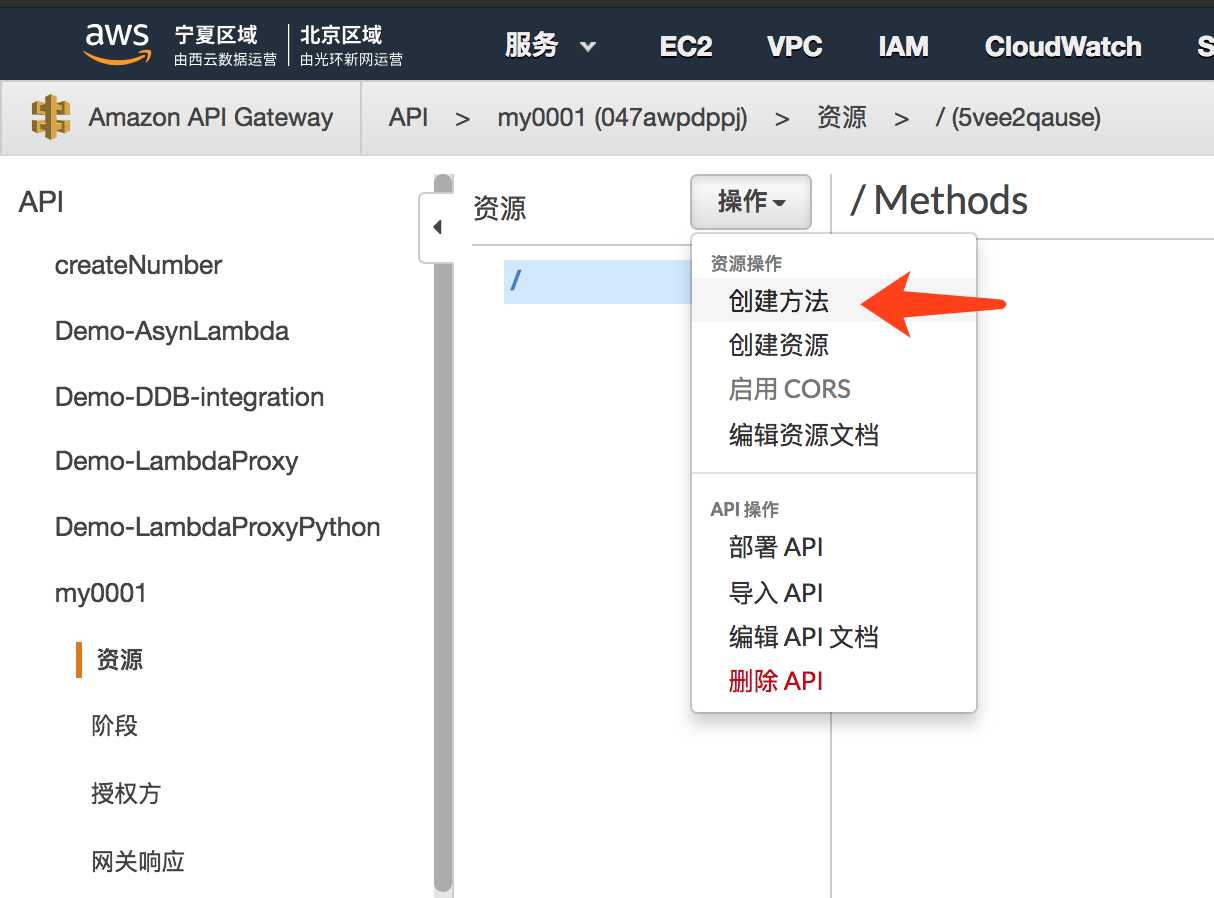 aws 宁夏区域 北京区域 服务 EC2 VPC IAM CloudWatch S
由西云数据运营 由光环新网运营
Amazon API Gateway API > my0001 (047awpdppj) > 资源 > / (5vee2qause)
API
createNumber
Demo-AsynLambda
Demo-DDB-integration
Demo-LambdaProxy
Demo-LambdaProxyPython
my0001
资源
阶段
授权方
网关响应
资源 操作
/
资源操作
创建方法
创建资源
启用 CORS
编辑资源文档
API 操作
部署 API
导入 API
编辑 API 文档
删除 API
/ Methods